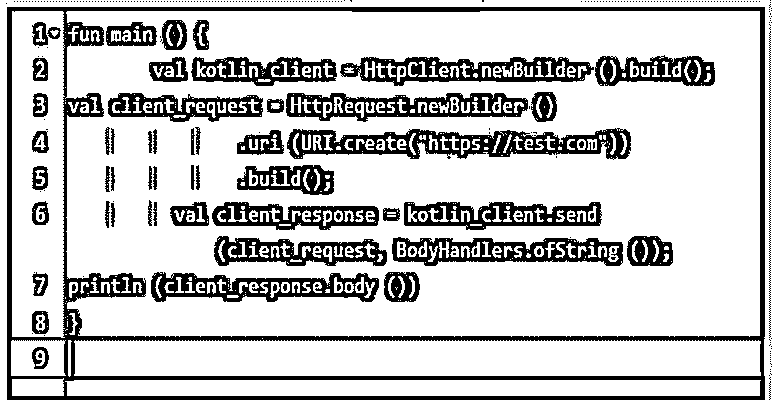 1 fun main () {
2 val kotlin_client = HttpClient.newBuilder ().build();
3 val client_request = HttpRequest.newBuilder ()
4 .uri (URI.create("https://test.com"))
5 .build();
6 val client_response = kotlin_client.send
(client_request, BodyHandlers.ofString ());
7 println (client_response.body ())
8 }
9